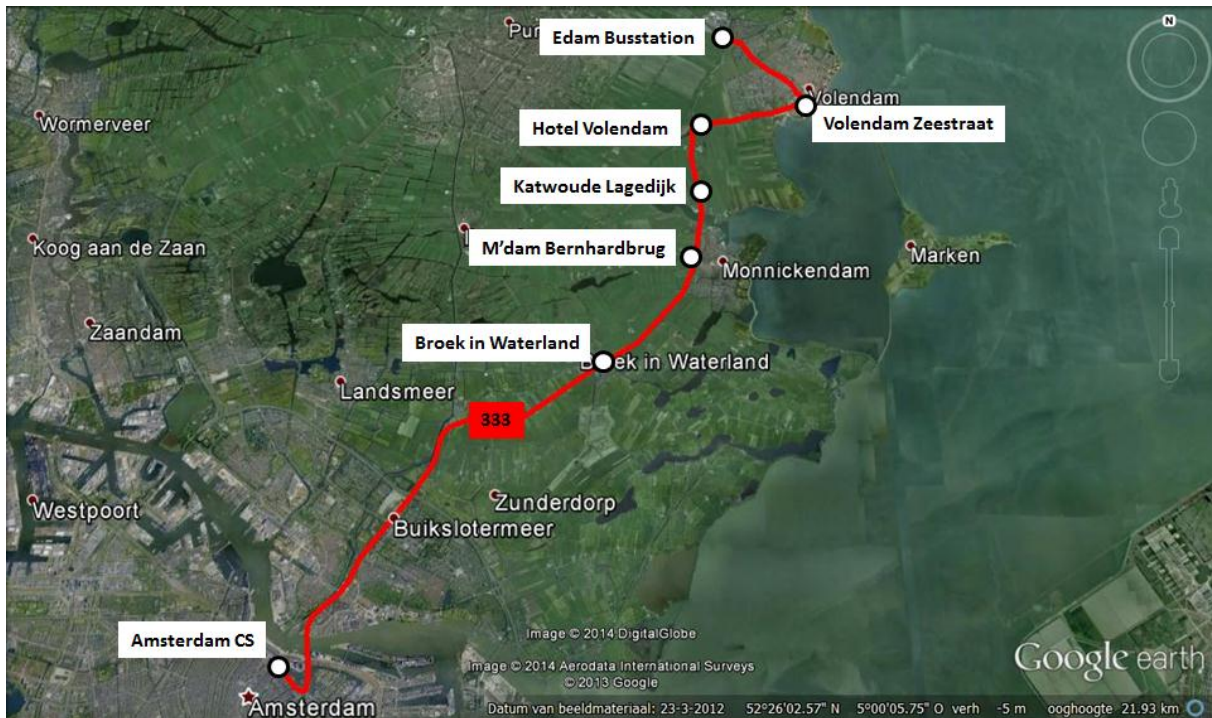 N
Pur
Edam Busstation
Volendam
Wormerveer
Hotel Volendam
Volendam Zeestraat
Katwoude Lagedijk
Koog aan de Zaan
M'dam Bernhardbrug
Marken
Monnickendam
Zaandam
Broek in Waterland
Broek in Waterland
Landsmeer
333
Westpoort
Zunderdorp
Buikslotermeer
Amsterdam CS
Image © 2014 DigitalGlobe
Image © 2014 Aerodata International Surveys
© 2013 Google
Google earth
Amsterdam
Datum van beeldmateriaal: 23-3-2012 52°26'02.57" N 5°00'05.75" O verh -5 m ooghoogte 21.93 km